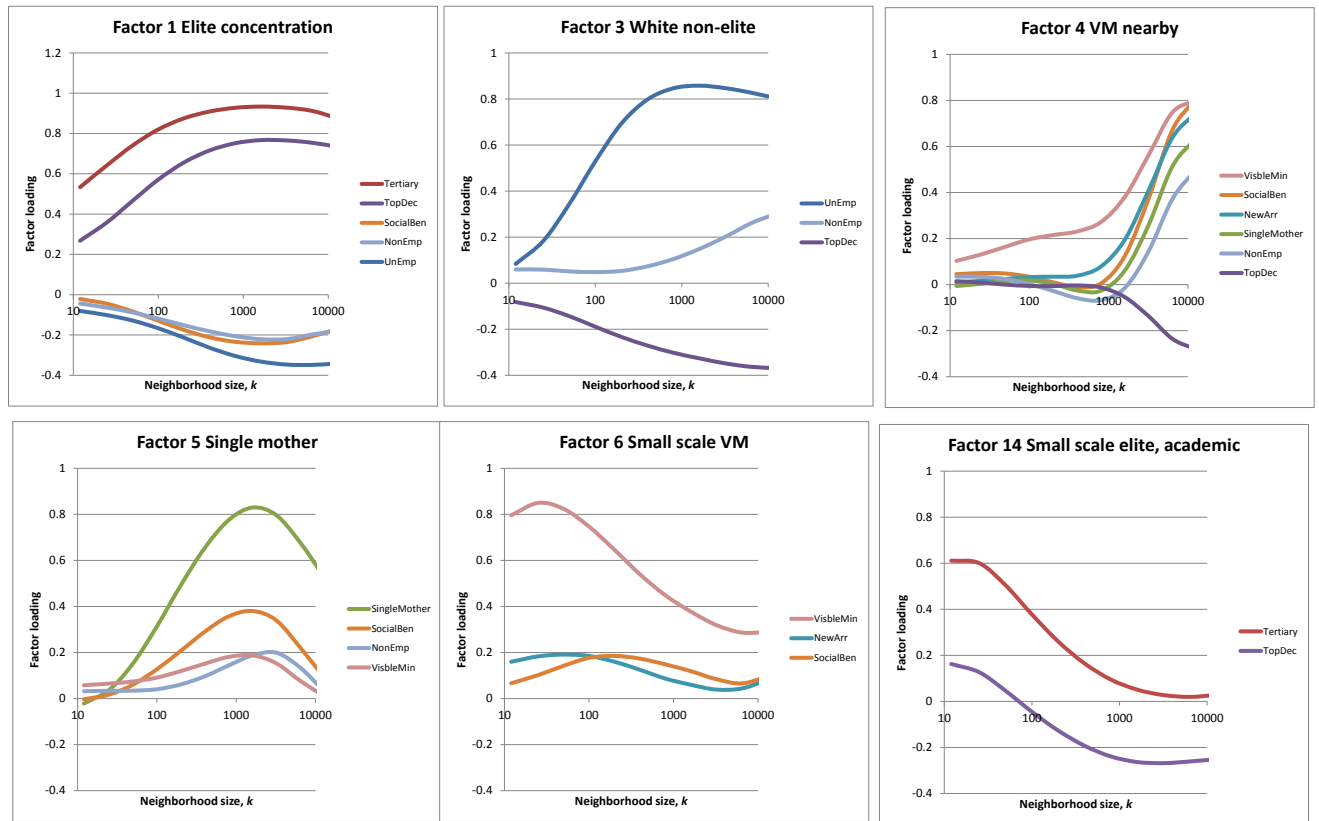 Factor 1 Elite concentration
1.2
1
0.8
0.6
0.4
0.2
0
-0.2
-0.4
10 100 1000 10000
Factor loading
Neighborhood size, k
Tertiary
TopDec
SocialBen
NonEmp
UnEmp
Factor 3 White non-elite
1
0.8
0.6
0.4
0.2
0
-0.2
-0.4
10 100 1000 10000
Factor loading
Neighborhood size, k
UnEmp
NonEmp
TopDec
Factor 4 VM nearby
1
0.8
0.6
0.4
0.2
0
-0.2
-0.4
10 100 1000 10000
Factor loading
Neighborhood size, k
VisbleMin
SocialBen
NewArr
SingleMother
NonEmp
TopDec
Factor 5 Single mother
1
0.8
0.6
0.4
0.2
0
-0.2
-0.4
10 100 1000 10000
Factor loading
Neighborhood size, k
SingleMother
SocialBen
NonEmp
VisbleMin
Factor 6 Small scale VM
1
0.8
0.6
0.4
0.2
0
-0.2
-0.4
10 100 1000 10000
Factor loading
Neighborhood size, k
VisbleMin
NewArr
SocialBen
Factor 14 Small scale elite, academic
1
0.8
0.6
0.4
0.2
0
-0.2
-0.4
10 100 1000 10000
Factor loading
Neighborhood size, k
Tertiary
TopDec